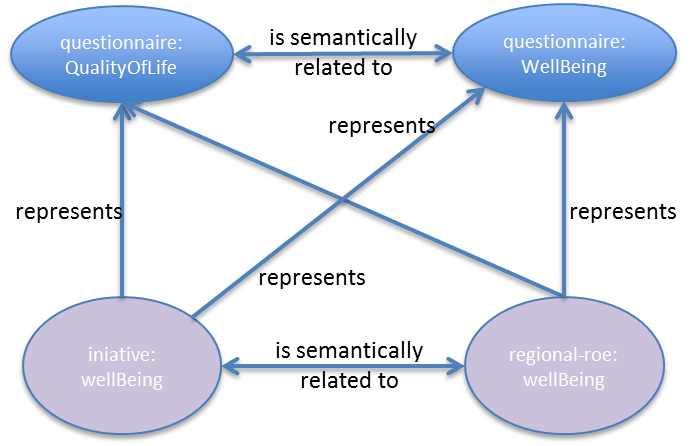 questionnaire:
QualityOfLife
is semantically
related to
questionnaire:
WellBeing
represents
represents
represents
represents
iniative:
wellBeing
is semantically
related to
regional-roe:
wellBeing